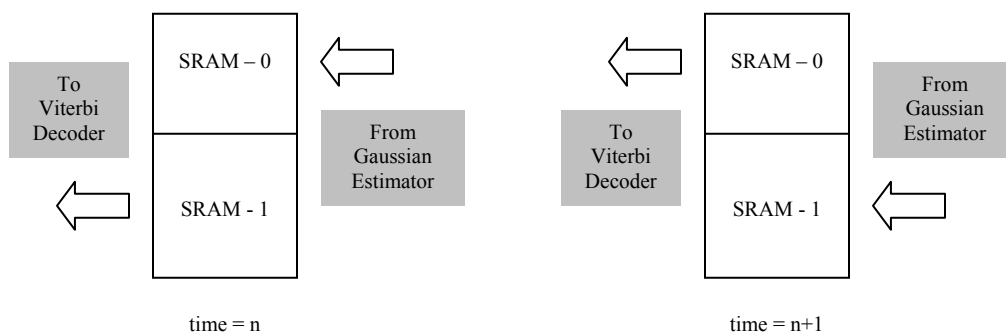 SRAM – 0
To
Viterbi
Decoder
From
Gaussian
Estimator
SRAM - 1
time = n
SRAM – 0
To
Viterbi
Decoder
From
Gaussian
Estimator
SRAM - 1
time = n+1